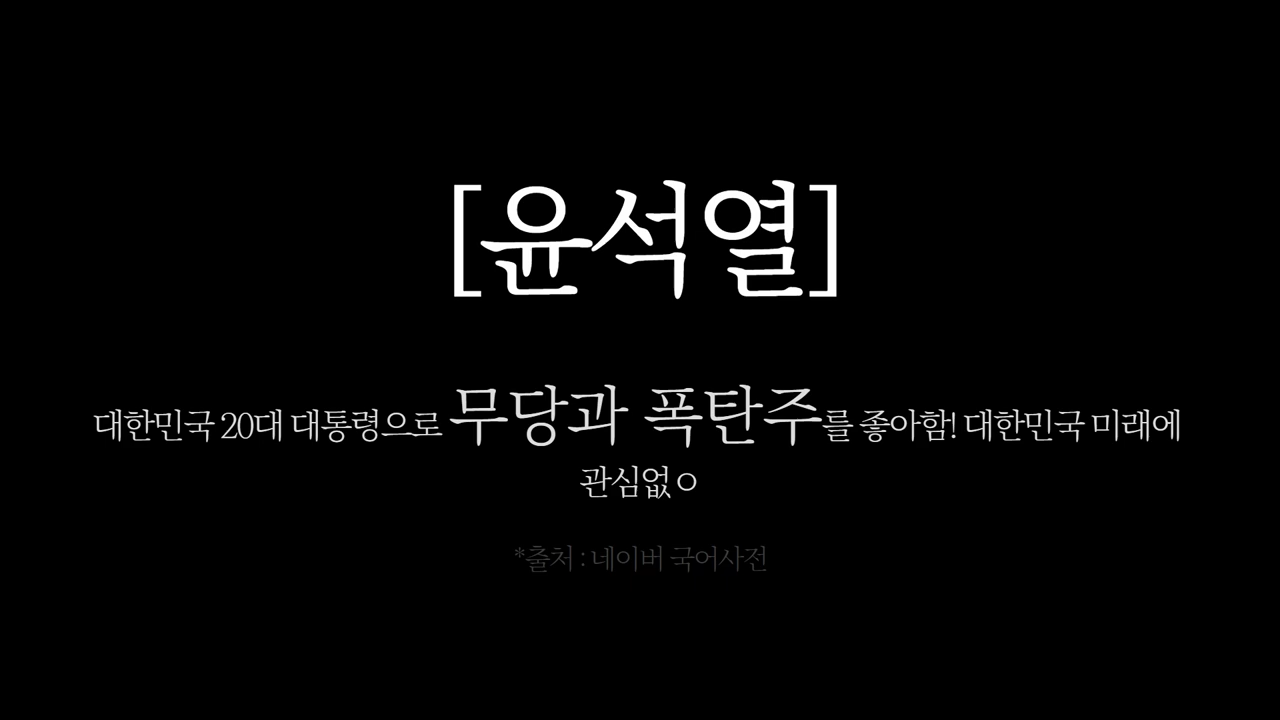 [윤석열]
대한민국 20대 대통령으로 무당과 폭탄주를 좋아함! 대한민국 미래에
관심없ㅇ
*출처 : 네이버 국어사전